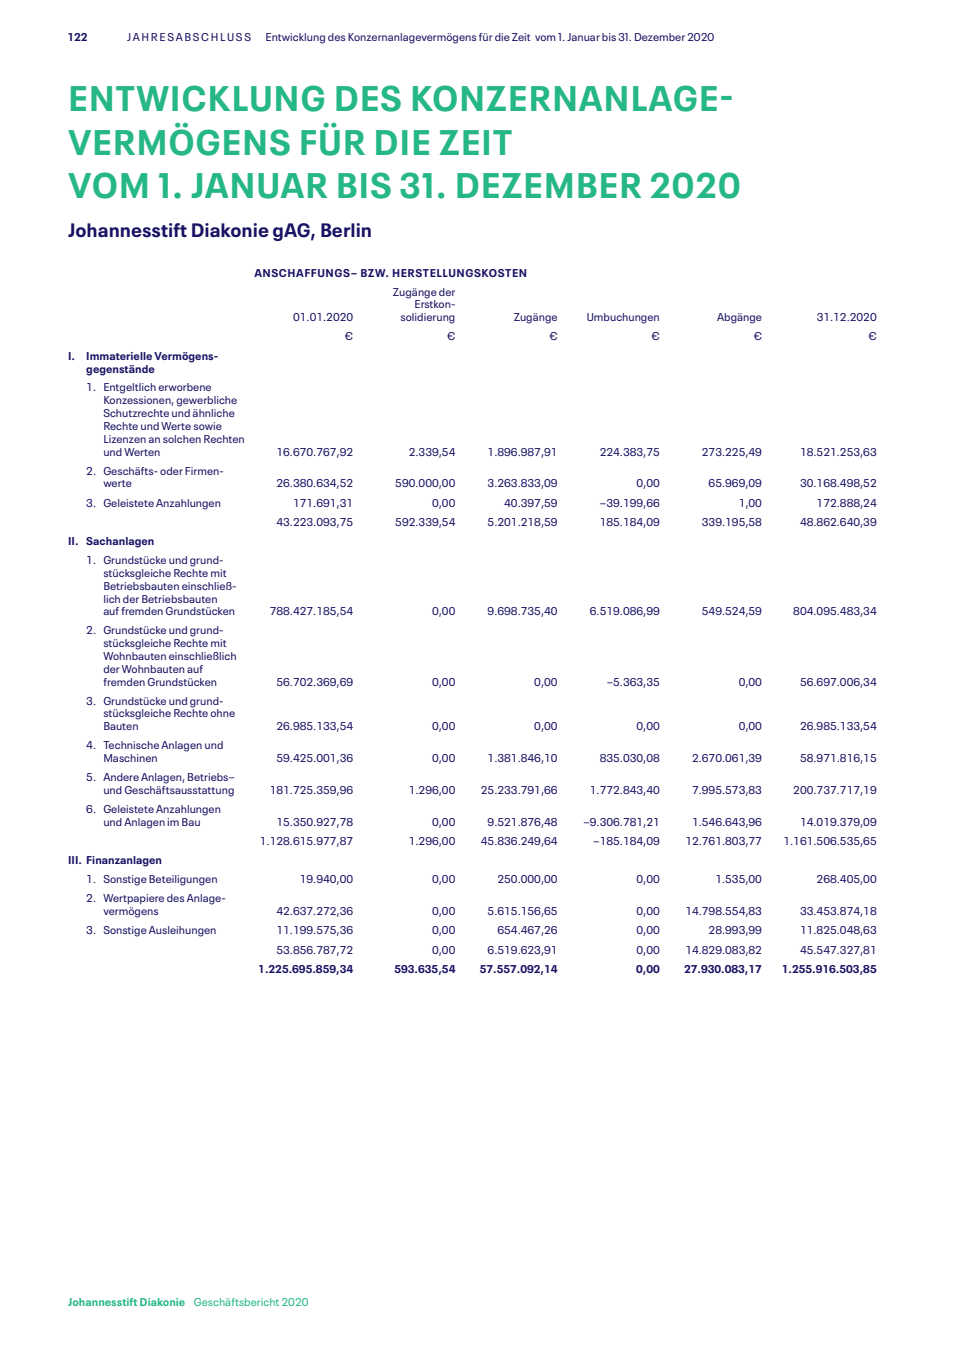 122 JAHRESABSCHLUSS Entwicklung des Konzernanlagevermögens für die Zeit vom 1. Januar bis 31. Dezember 2020
ENTWICKLUNG DES KONZERNANLAGE-
VERMÖGENS FÜR DIE ZEIT
VOM 1. JANUAR BIS 31. DEZEMBER 2020
Johannesstift Diakonie gAG, Berlin
ANSCHAFFUNGS– BZW. HERSTELLUNGSKOSTEN
Zugänge der
Erstkon-
01.01.2020 solidierung Zugänge Umbuchungen Abgänge 31.12.2020
€ € € € € €
I. Immaterielle Vermögens-
gegenstände
1. Entgeltlich erworbene
Konzessionen, gewerbliche
Schutzrechte und ähnliche
Rechte und Werte sowie
Lizenzen an solchen Rechten
und Werten 16.670.767,92 2.339,54 1.896.987,91 224.383,75 273.225,49 18.521.253,63
2. Geschäfts- oder Firmen-
werte 26.380.634,52 590.000,00 3.263.833,09 0,00 65.969,09 30.168.498,52
3. Geleistete Anzahlungen 171.691,31 0,00 40.397,59 –39.199,66 1,00 172.888,24
43.223.093,75 592.339,54 5.201.218,59 185.184,09 339.195,58 48.862.640,39
II. Sachanlagen
1. Grundstücke und grund-
stücksgleiche Rechte mit
Betriebsbauten einschließ-
lich der Betriebsbauten
auf fremden Grundstücken 788.427.185,54 0,00 9.698.735,40 6.519.086,99 549.524,59 804.095.483,34
2. Grundstücke und grund-
stücksgleiche Rechte mit
Wohnbauten einschließlich
der Wohnbauten auf
fremden Grundstücken 56.702.369,69 0,00 0,00 –5.363,35 0,00 56.697.006,34
3. Grundstücke und grund-
stücksgleiche Rechte ohne
Bauten 26.985.133,54 0,00 0,00 0,00 0,00 26.985.133,54
4. Technische Anlagen und
Maschinen 59.425.001,36 0,00 1.381.846,10 835.030,08 2.670.061,39 58.971.816,15
5. Andere Anlagen, Betriebs–
und Geschäftsausstattung 181.725.359,96 1.296,00 25.233.791,66 1.772.843,40 7.995.573,83 200.737.717,19
6. Geleistete Anzahlungen
und Anlagen im Bau 15.350.927,78 0,00 9.521.876,48 –9.306.781,21 1.546.643,96 14.019.379,09
1.128.615.977,87 1.296,00 45.836.249,64 –185.184,09 12.761.803,77 1.161.506.535,65
III. Finanzanlagen
1. Sonstige Beteiligungen 19.940,00 0,00 250.000,00 0,00 1.535,00 268.405,00
2. Wertpapiere des Anlage-
vermögens 42.637.272,36 0,00 5.615.156,65 0,00 14.798.554,83 33.453.874,18
3. Sonstige Ausleihungen 11.199.575,36 0,00 654.467,26 0,00 28.993,99 11.825.048,63
53.856.787,72 0,00 6.519.623,91 0,00 14.829.083,82 45.547.327,81
1.225.695.859,34 593.635,54 57.557.092,14 0,00 27.930.083,17 1.255.916.503,85
Johannesstift Diakonie Geschäftsbericht 2020